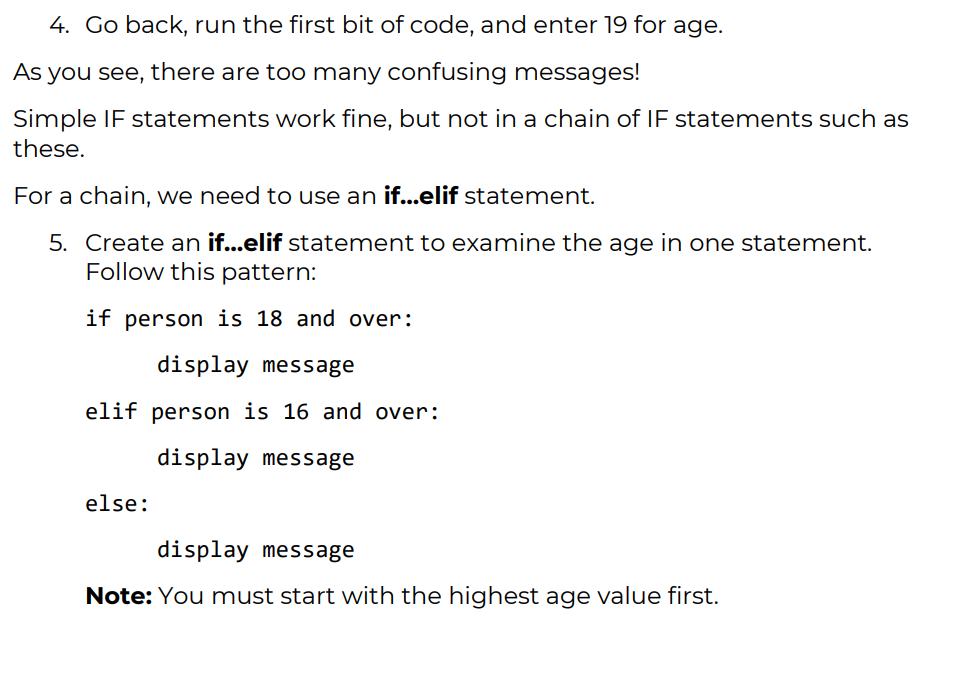 4. Go back, run the first bit of code, and enter 19 for age.
As you see, there are too many confusing messages!
Simple IF statements work fine, but not in a chain of IF statements such as
these.
For a chain, we need to use an if...elif statement.
5. Create an if...elif statement to examine the age in one statement.
Follow this pattern:
if person is 18 and over:
display message
elif person is 16 and over:
display message
else:
display message
Note: You must start with the highest age value first.